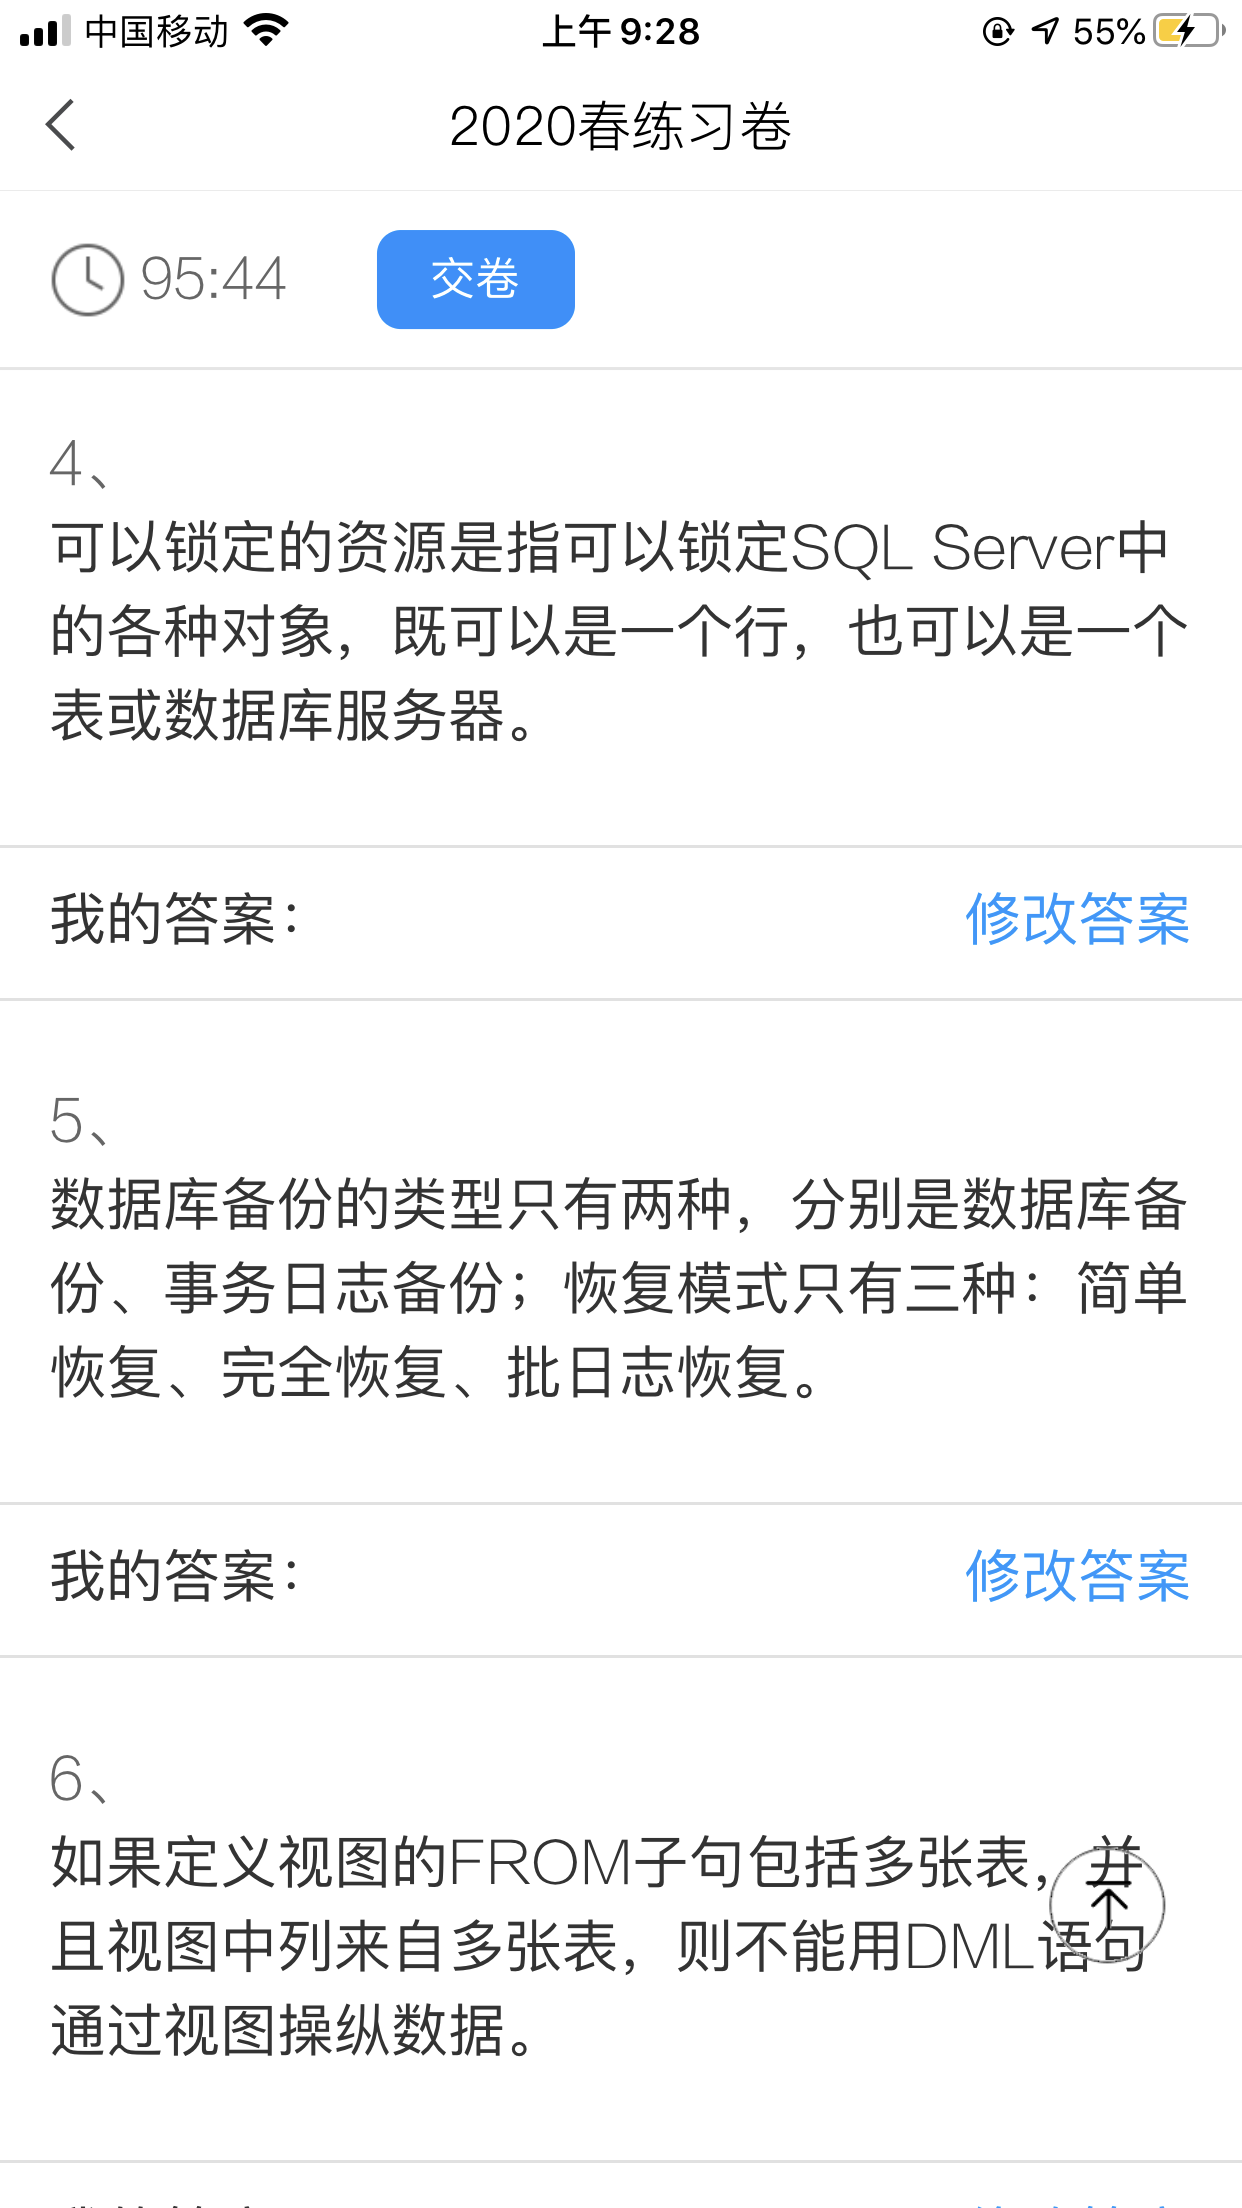 中国移动 上午 9:28 55%
2020春练习卷
95:44 交卷
4、
可以锁定的资源是指可以锁定SQL Server中
的各种对象，既可以是一个行，也可以是一个
表或数据库服务器。
我的答案： 修改答案
5、
数据库备份的类型只有两种，分别是数据库备
份、事务日志备份；恢复模式只有三种：简单
恢复、完全恢复、批日志恢复。
我的答案： 修改答案
6、
如果定义视图的FROM子句包括多张表，并
且视图中列来自多张表，则不能用DML语句
通过视图操纵数据。